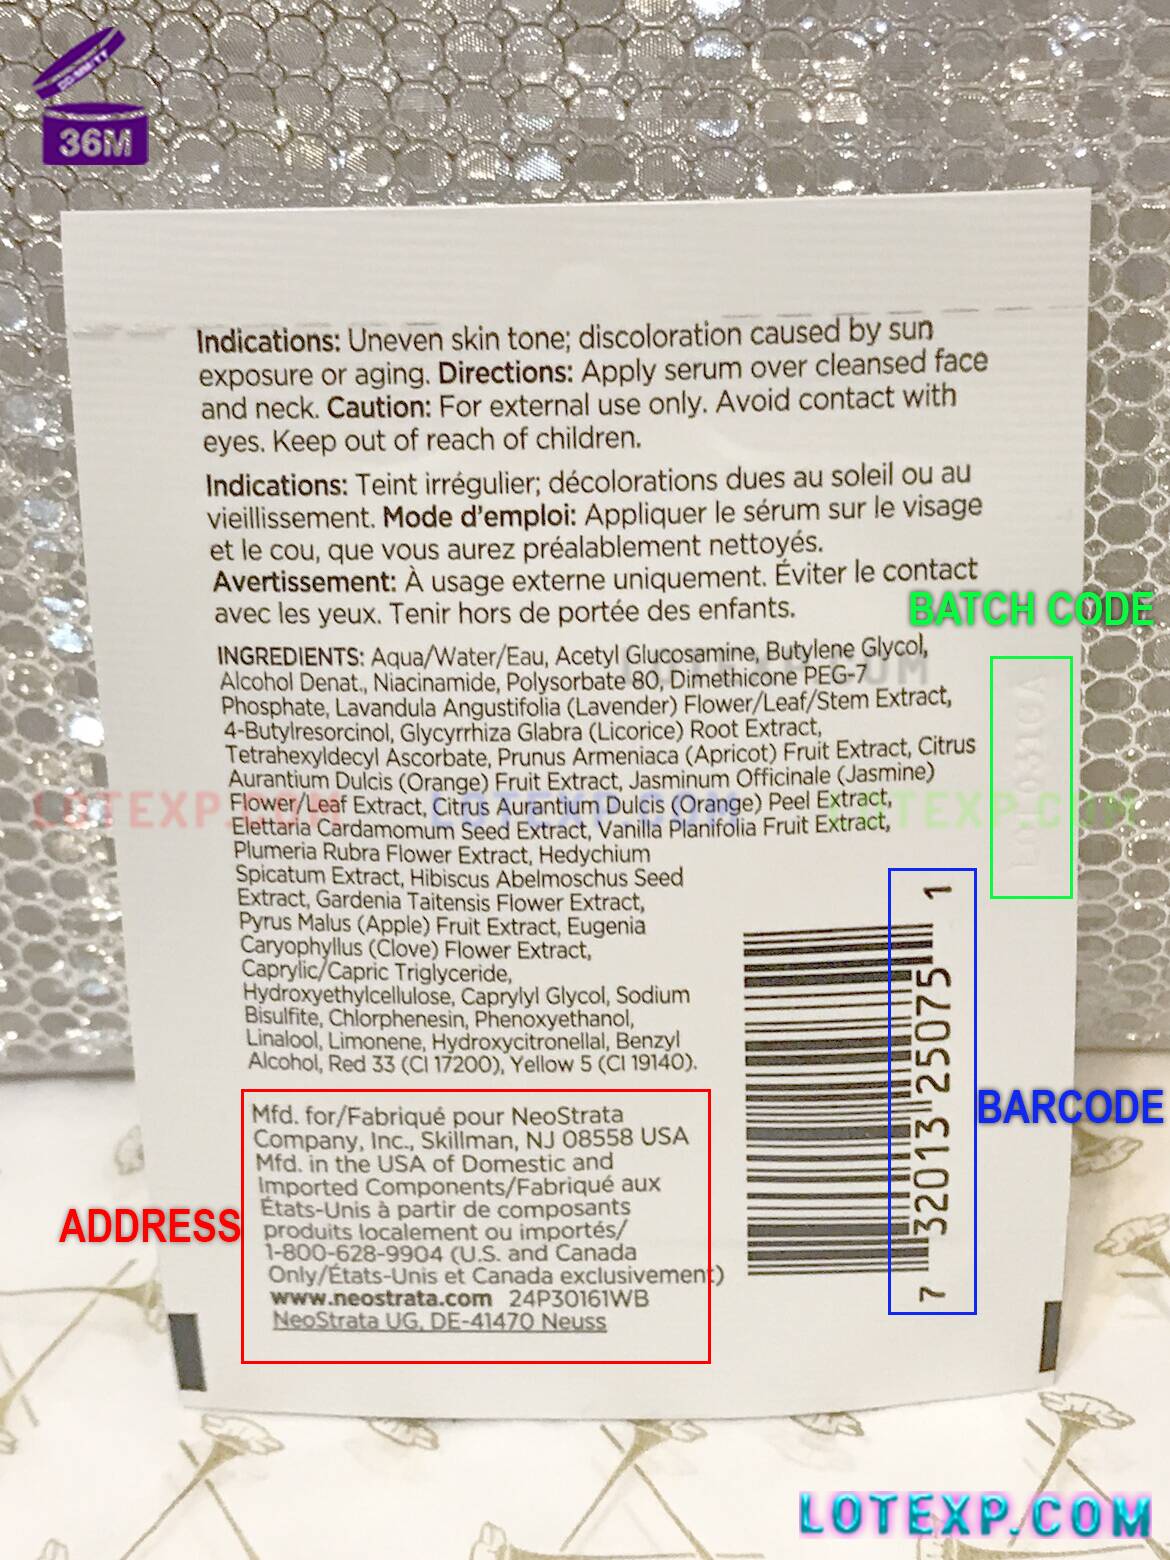 36M
Indications: Uneven skin tone; discoloration caused by sun
exposure or aging. Directions: Apply serum over cleansed face
and neck. Caution: For external use only. Avoid contact with
eyes. Keep out of reach of children.
Indications: Teint irrégulier; décolorations dues au soleil ou au
vieillissement. Mode d'emploi: Appliquer le sérum sur le visage
et le cou, que vous aurez préalablement nettoyés.
Avertissement: À usage externe uniquement. Éviter le contact
avec les yeux. Tenir hors de portée des enfants.
BATCH CODE
INGREDIENTS: Aqua/Water/Eau, Acetyl Glucosamine, Butylene Glycol,
Alcohol Denat., Niacinamide, Polysorbate 80, Dimethicone PEG-7
Phosphate, Lavandula Angustifolia (Lavender) Flower/Leaf/Stem Extract,
4-Butylresorcinol, Glycyrrhiza Glabra (Licorice) Root Extract,
Tetrahexyldecyl Ascorbate, Prunus Armeniaca (Apricot) Fruit Extract, Citrus
Aurantium Dulcis (Orange) Fruit Extract, Jasminum Officinale (Jasmine)
Flower/Leaf Extract, Citrus Aurantium Dulcis (Orange) Peel Extract,
Elettaria Cardamomum Seed Extract, Vanilla Planifolia Fruit Extract,
Plumeria Rubra Flower Extract, Hedychium
Spicatum Extract, Hibiscus Abelmoschus Seed
Extract, Gardenia Taitensis Flower Extract,
Pyrus Malus (Apple) Fruit Extract, Eugenia
Caryophyllus (Clove) Flower Extract,
Caprylic/Capric Triglyceride,
Hydroxyethylcellulose, Caprylyl Glycol, Sodium
Bisulfite, Chlorphenesin, Phenoxyethanol,
Linalool, Limonene, Hydroxycitronellal, Benzyl
Alcohol, Red 33 (CI 17200), Yellow 5 (CI 19140).
LOTEXP.COM
LOTEXP.COM
LOTEXP.COM
LOTEXP.COM
7 32013 25075 1
BARCODE
ADDRESS
Mfd. for/Fabriqué pour NeoStrata
Company, Inc., Skillman, NJ 08558 USA
Mfd. in the USA of Domestic and
Imported Components/Fabriqué aux
États-Unis à partir de composants
produits localement ou importés/
1-800-628-9904 (U.S. and Canada
Only/États-Unis et Canada exclusivement)
www.neostrata.com 24P30161WB
NeoStrata UG, DE-41470 Neuss
LOTEXP.COM